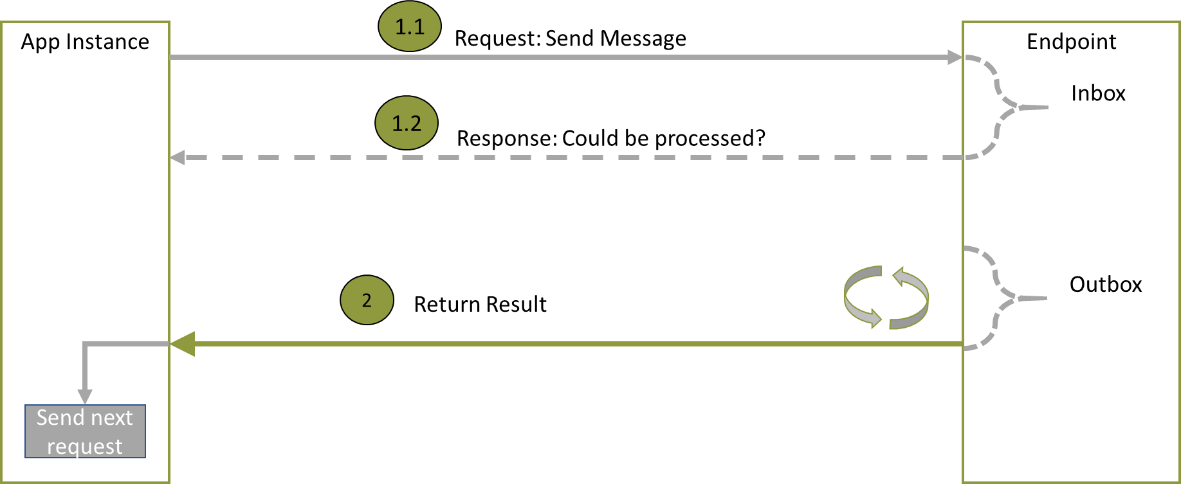 App Instance
1.1
Request: Send Message
Endpoint
Inbox
1.2
Response: Could be processed?
2
Return Result
Outbox
Send next
request